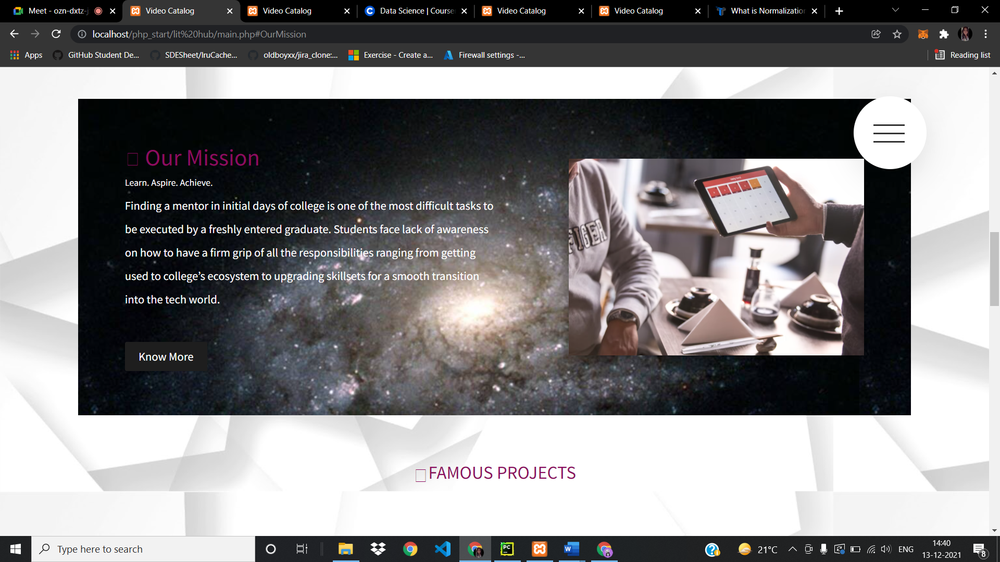 Meet - ozn-dxtz-j
Video Catalog
Video Catalog
Data Science | Course
Video Catalog
Video Catalog
What is Normalization
localhost/php_start/lit%20hub/main.php#OurMission
Apps
GitHub Student De...
SDESheet/lruCache...
oldboyxx/jira_clone:...
Exercise - Create a...
Firewall settings -...
Reading list
Our Mission
Learn. Aspire. Achieve.
Finding a mentor in initial days of college is one of the most difficult tasks to
be executed by a freshly entered graduate. Students face lack of awareness
on how to have a firm grip of all the responsibilities ranging from getting
used to college’s ecosystem to upgrading skillsets for a smooth transition
into the tech world.
Know More
FIGER
FAMOUS PROJECTS
Type here to search
21°C
ENG
14:40
13-12-2021
8